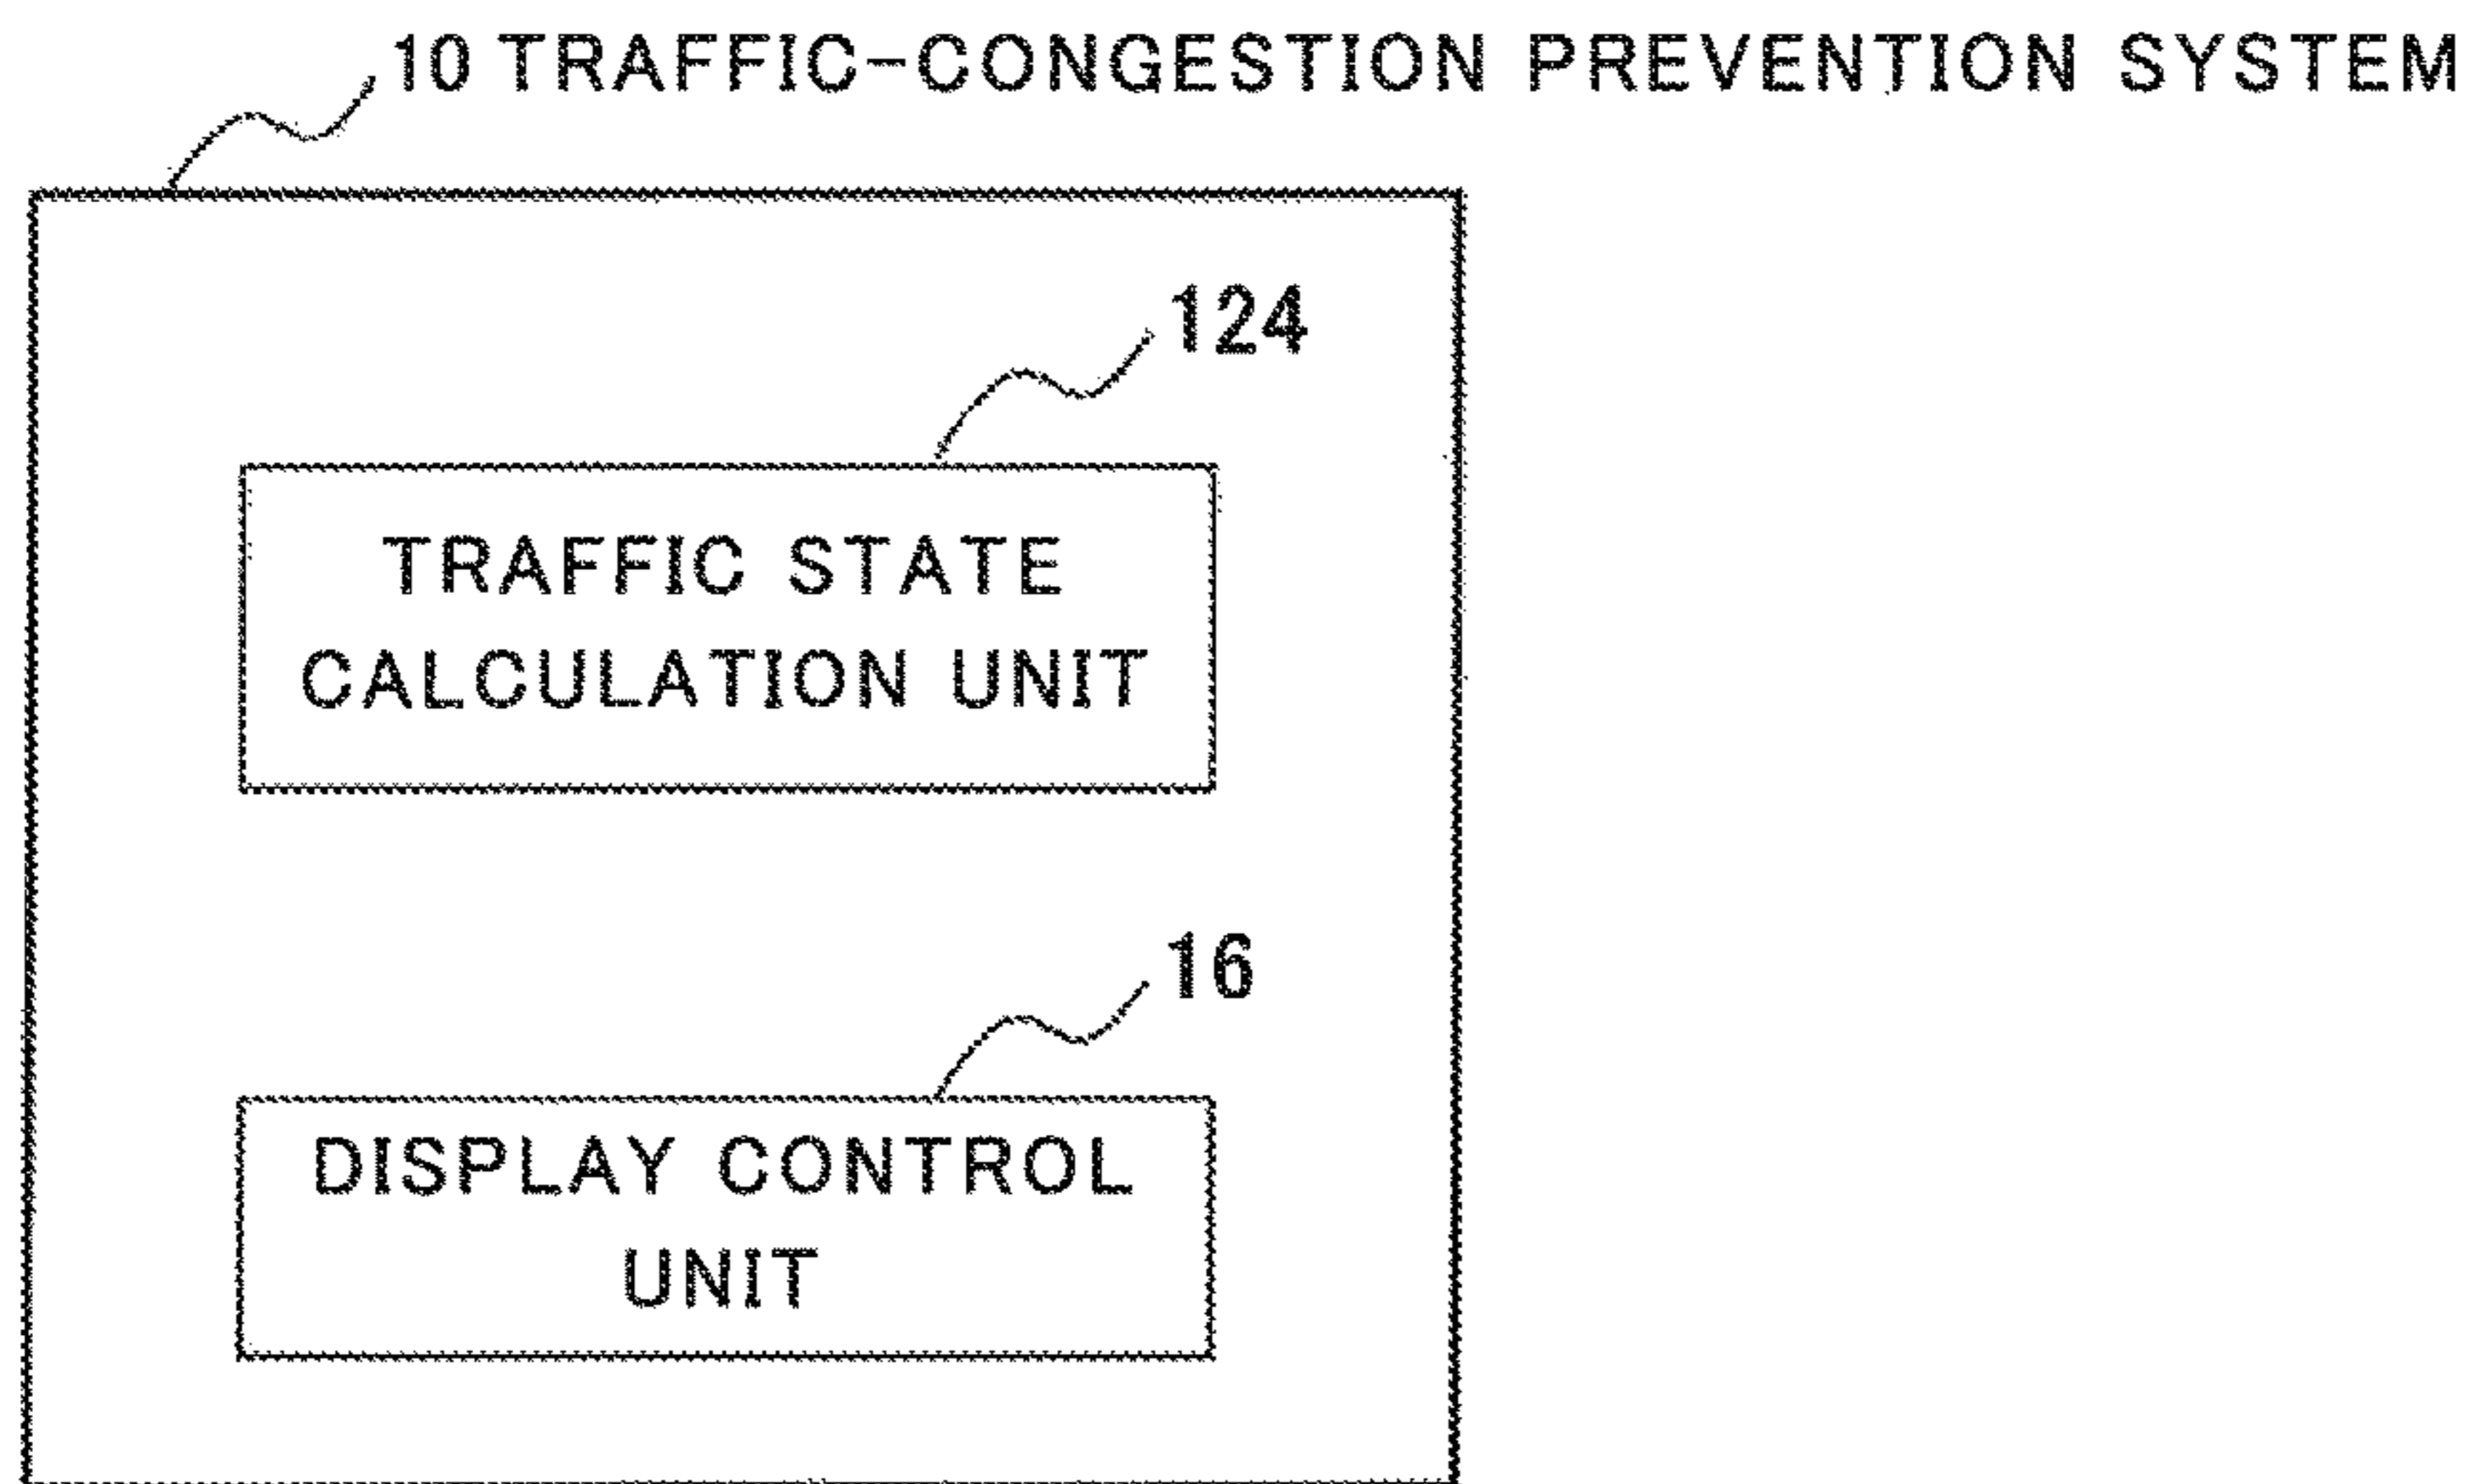 10 TRAFFIC-CONGESTION PREVENTION SYSTEM
124
TRAFFIC STATE
CALCULATION UNIT
16
DISPLAY CONTROL
UNIT